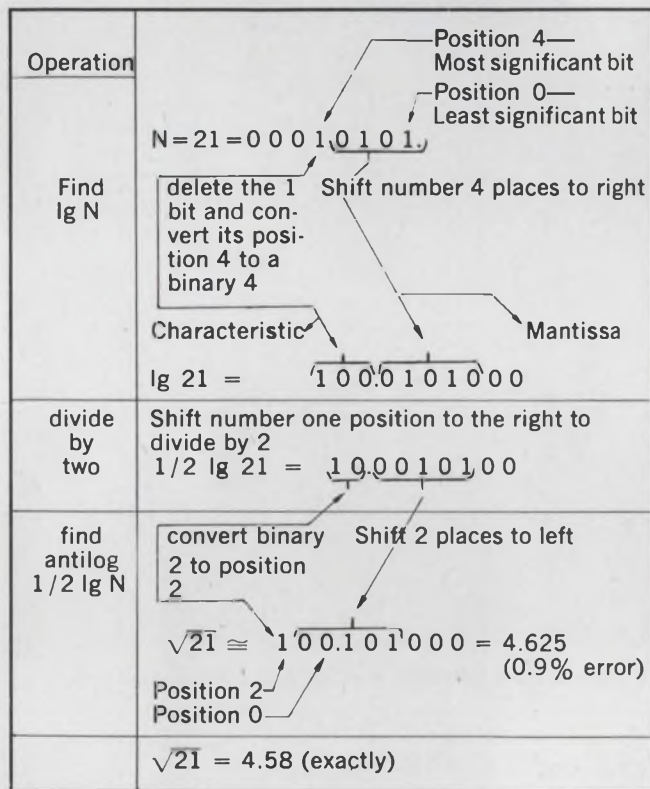 Operation
Position 4—
Most significant bit
Position 0—
Least significant bit
N=21=0 0 0 1 0 1 0 1.
Find
lg N
delete the 1
bit and con-
vert its posi-
tion 4 to a
binary 4
Shift number 4 places to right
Characteristic
Mantissa
lg 21 = 1 0 0.0 1 0 1 0 0 0
divide
by
two
Shift number one position to the right to
divide by 2
1/2 lg 21 = 1 0.0 0 1 0 1 0 0
find
antilog
1/2 lg N
convert binary
2 to position
2
Shift 2 places to left
√21 ≅ 1 0 0.1 0 1 0 0 0 = 4.625
(0.9% error)
Position 2
Position 0
√21 = 4.58 (exactly)